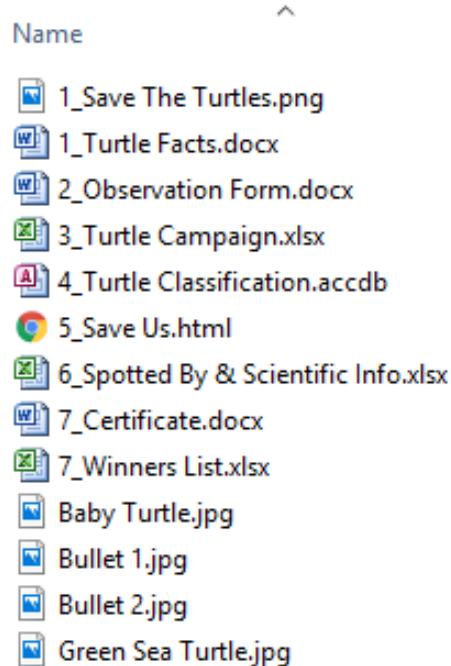 Name
1_Save The Turtles.png
1_Turtle Facts.docx
2_Observation Form.docx
3_Turtle Campaign.xlsx
4_Turtle Classification.accdb
5_Save Us.html
6_Spotted By & Scientific Info.xlsx
7_Certificate.docx
7_Winners List.xlsx
Baby Turtle.jpg
Bullet 1.jpg
Bullet 2.jpg
Green Sea Turtle.jpg